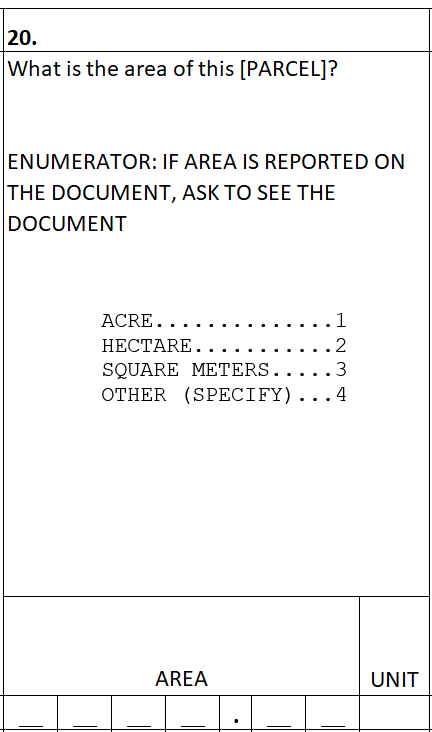 20.
What is the area of this [PARCEL]?
ENUMERATOR: IF AREA IS REPORTED ON
THE DOCUMENT, ASK TO SEE THE
DOCUMENT
ACRE..............1
HECTARE...........2
SQUARE METERS.....3
OTHER (SPECIFY)...4
AREA UNIT
__ __ __ __ . __ __